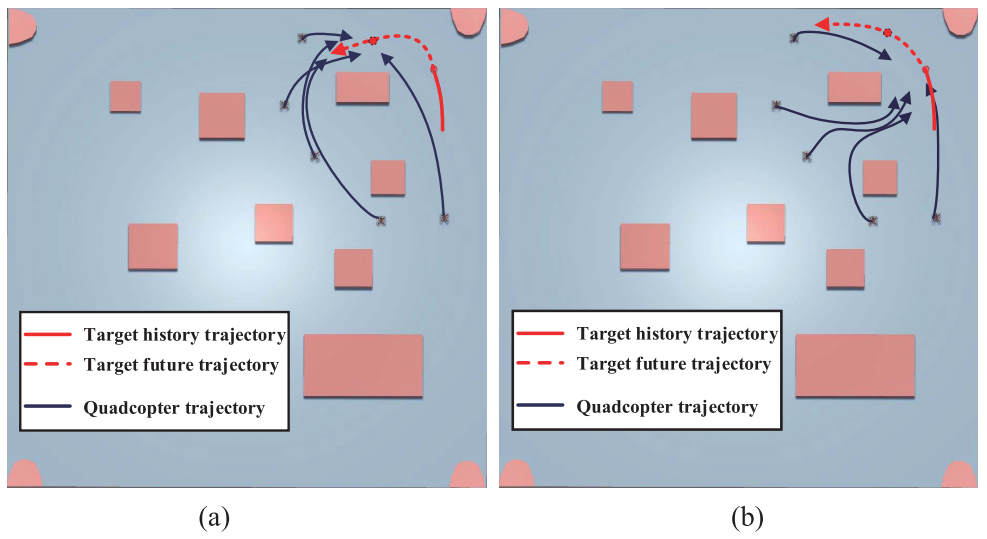 Target history trajectory
Target future trajectory
Quadcopter trajectory
Target history trajectory
Target future trajectory
Quadcopter trajectory
(a)
(b)